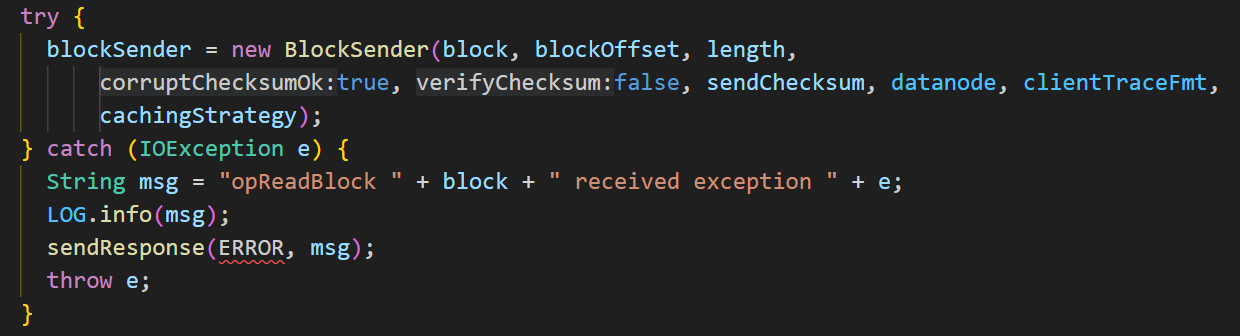 try {
blockSender = new BlockSender(block, blockOffset, length,
corruptChecksumOk:true, verifyChecksum:false, sendChecksum, datanode, clientTraceFmt,
cachingStrategy);
} catch (IOException e) {
String msg = "opReadBlock " + block + " received exception " + e;
LOG.info(msg);
sendResponse(ERROR, msg);
throw e;
}